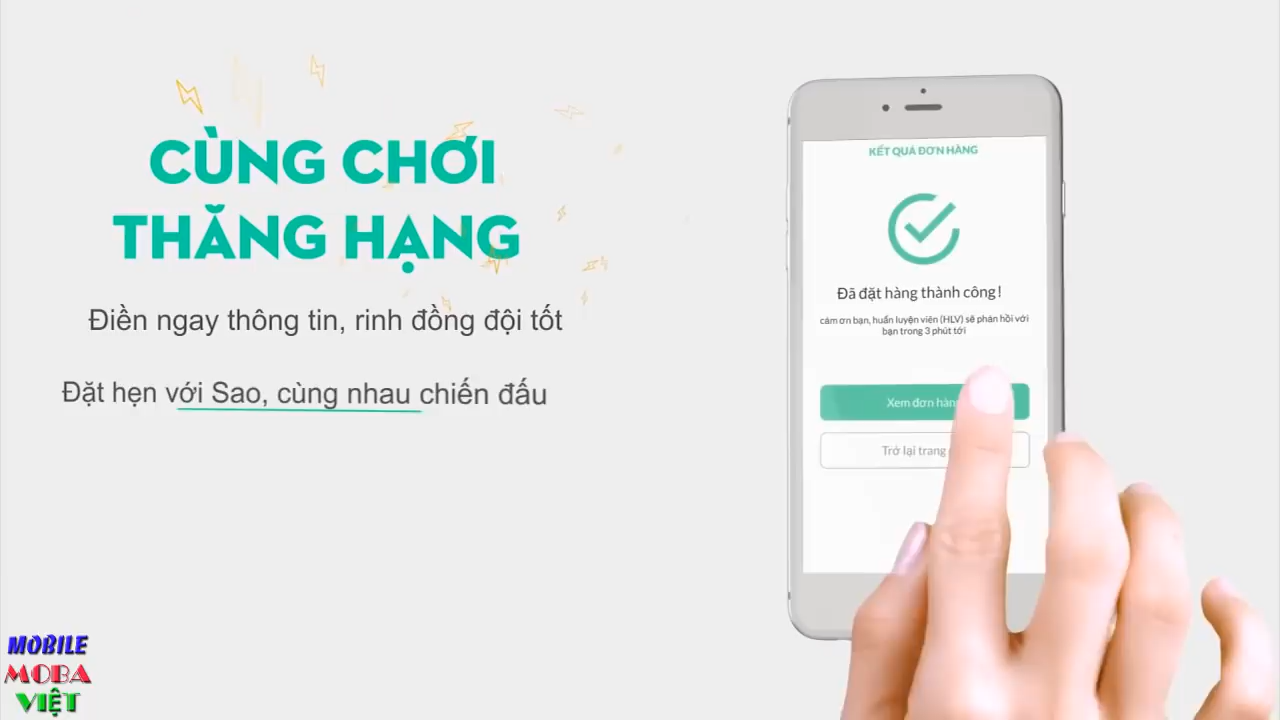 CÙNG CHƠI
THĂNG HẠNG
Điền ngay thông tin, rinh đồng đội tốt
Đặt hẹn với Sao, cùng nhau chiến đấu
KẾT QUẢ ĐƠN HÀNG
Đã đặt hàng thành công!
cám ơn bạn, huấn luyện viên (HLV) sẽ phản hồi với
bạn trong 3 phút tới
Xem đơn hàn
Trở lại trang
MOBILE
MOBA
VIỆT